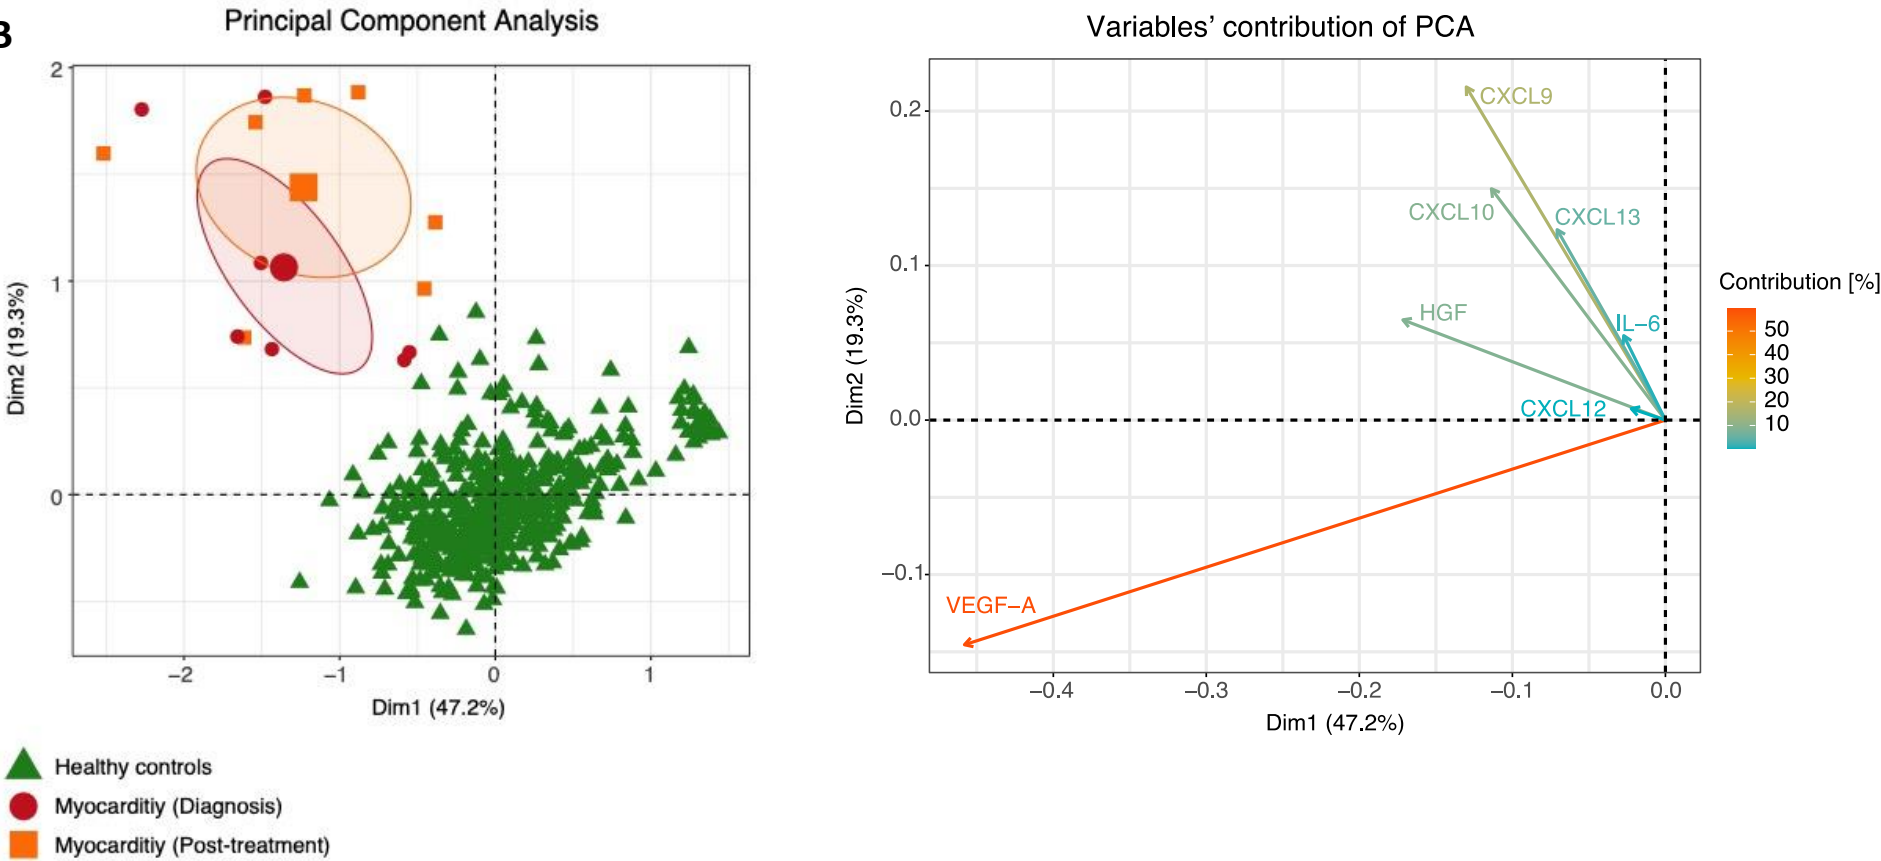 B
Principal Component Analysis
2
1
0
Dim2 (19.3%)
−2
−1
0
1
Dim1 (47.2%)
Healthy controls
Myocarditiy (Diagnosis)
Myocarditiy (Post-treatment)
Variables' contribution of PCA
0.2
0.1
0.0
−0.1
Dim2 (19.3%)
CXCL9
CXCL10
CXCL13
HGF
IL−6
CXCL12
VEGF−A
−0.4
−0.3
−0.2
−0.1
0.0
Dim1 (47.2%)
Contribution [%]
50
40
30
20
10